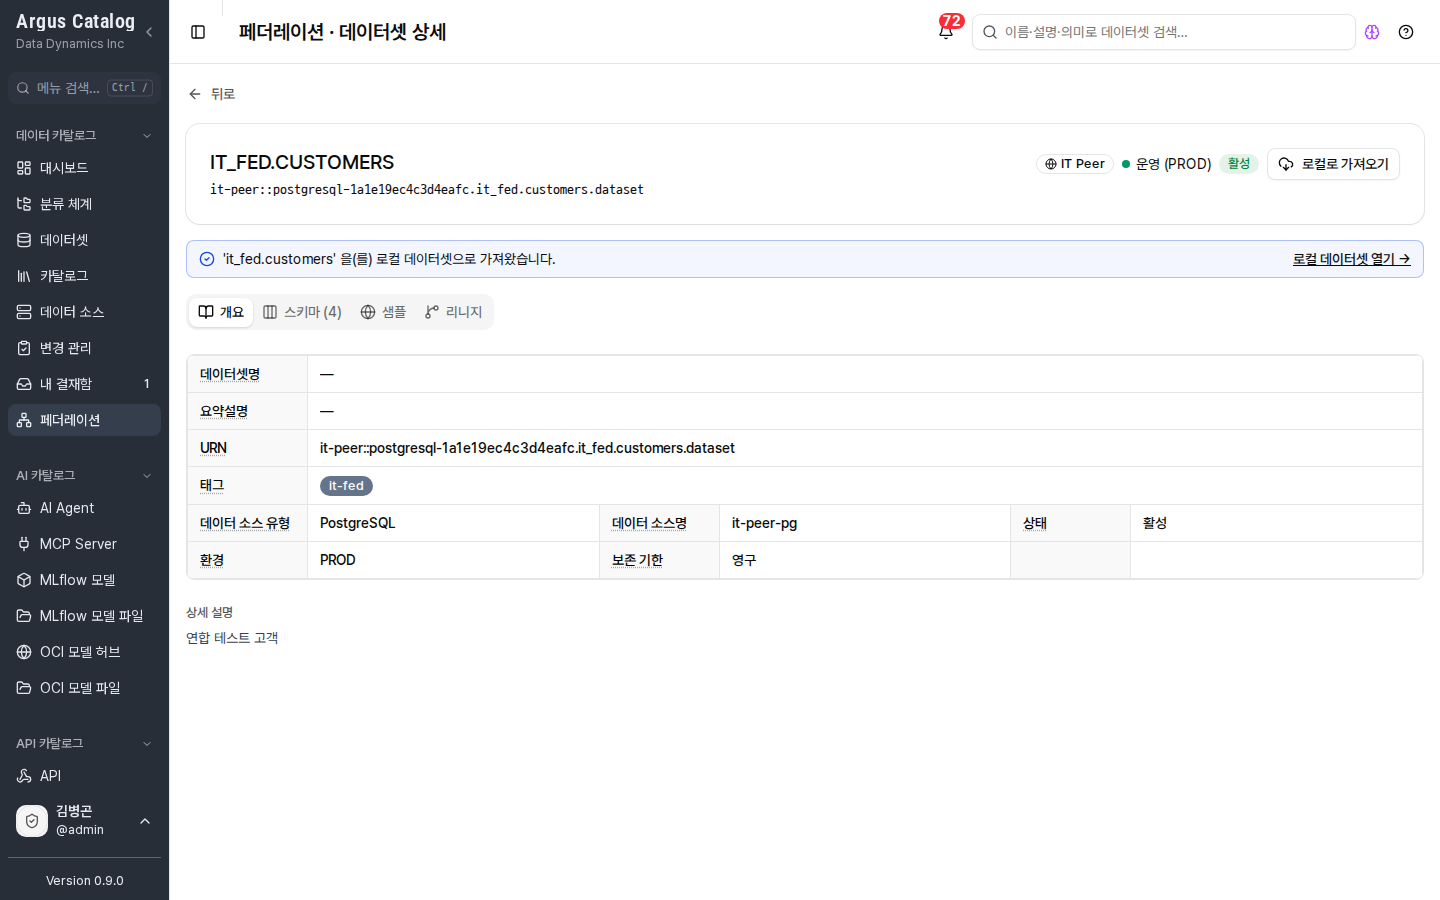 Argus Catalog
Data Dynamics Inc
메뉴 검색... Ctrl /
데이터 카탈로그
대시보드
분류 체계
데이터셋
카탈로그
데이터 소스
변경 관리
내 결재함 1
페더레이션
AI 카탈로그
AI Agent
MCP Server
MLflow 모델
MLflow 모델 파일
OCI 모델 허브
OCI 모델 파일
API 카탈로그
API
김병곤
@admin
Version 0.9.0
페더레이션 · 데이터셋 상세
72
이름·설명·의미로 데이터셋 검색...
뒤로
IT_FED.CUSTOMERS
it-peer::postgresql-1a1e19ec4c3d4eafc.it_fed.customers.dataset
IT Peer 운영 (PROD) 활성 로컬로 가져오기
'it_fed.customers' 을(를) 로컬 데이터셋으로 가져왔습니다. 로컬 데이터셋 열기 →
개요 스키마 (4) 샘플 리니지
데이터셋명 —
요약설명 —
URN it-peer::postgresql-1a1e19ec4c3d4eafc.it_fed.customers.dataset
태그 it-fed
데이터 소스 유형 PostgreSQL 데이터 소스명 it-peer-pg 상태 활성
환경 PROD 보존 기한 영구
상세 설명
연합 테스트 고객